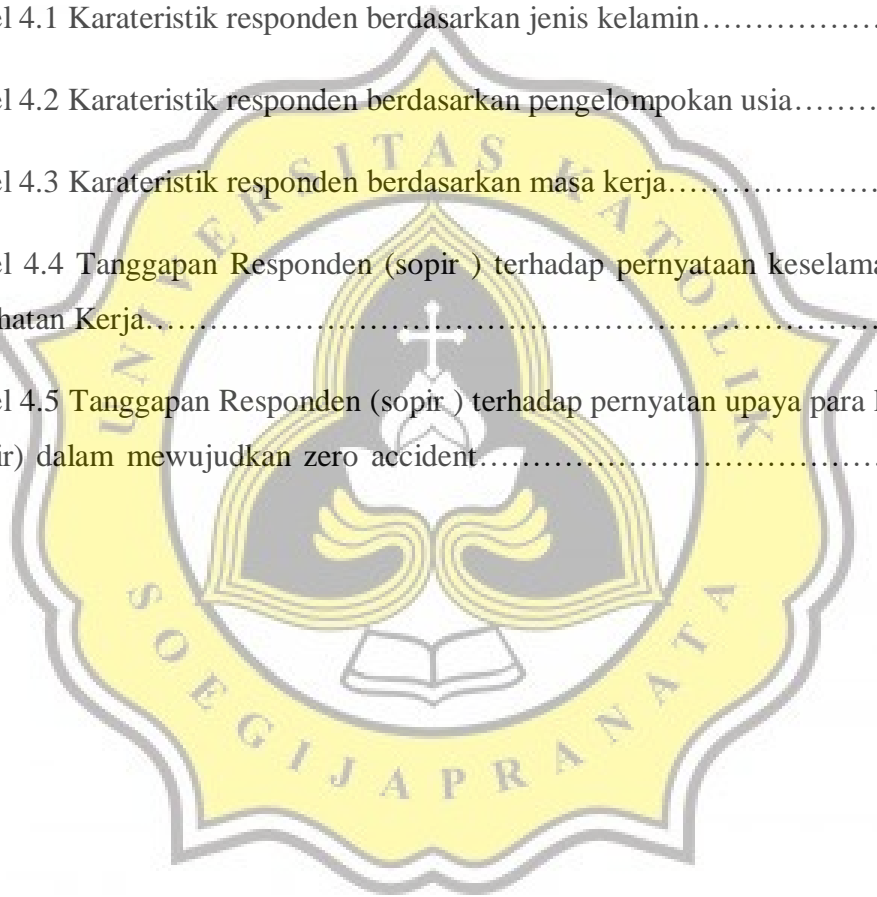 el 4.1 Karateristik responden berdasarkan jenis kelamin……………….
el 4.2 Karateristik responden berdasarkan pengelompokan usia………
el 4.3 Karateristik responden berdasarkan masa kerja…………………
el 4.4 Tanggapan Responden (sopir ) terhadap pernyataan keselama
hatan Kerja……………………………………………………………………
el 4.5 Tanggapan Responden (sopir ) terhadap pernyatan upaya para
ir) dalam mewujudkan zero accident……………………………………
UNIVERSITAS KATOLIK
SOEGIJAPRANATA